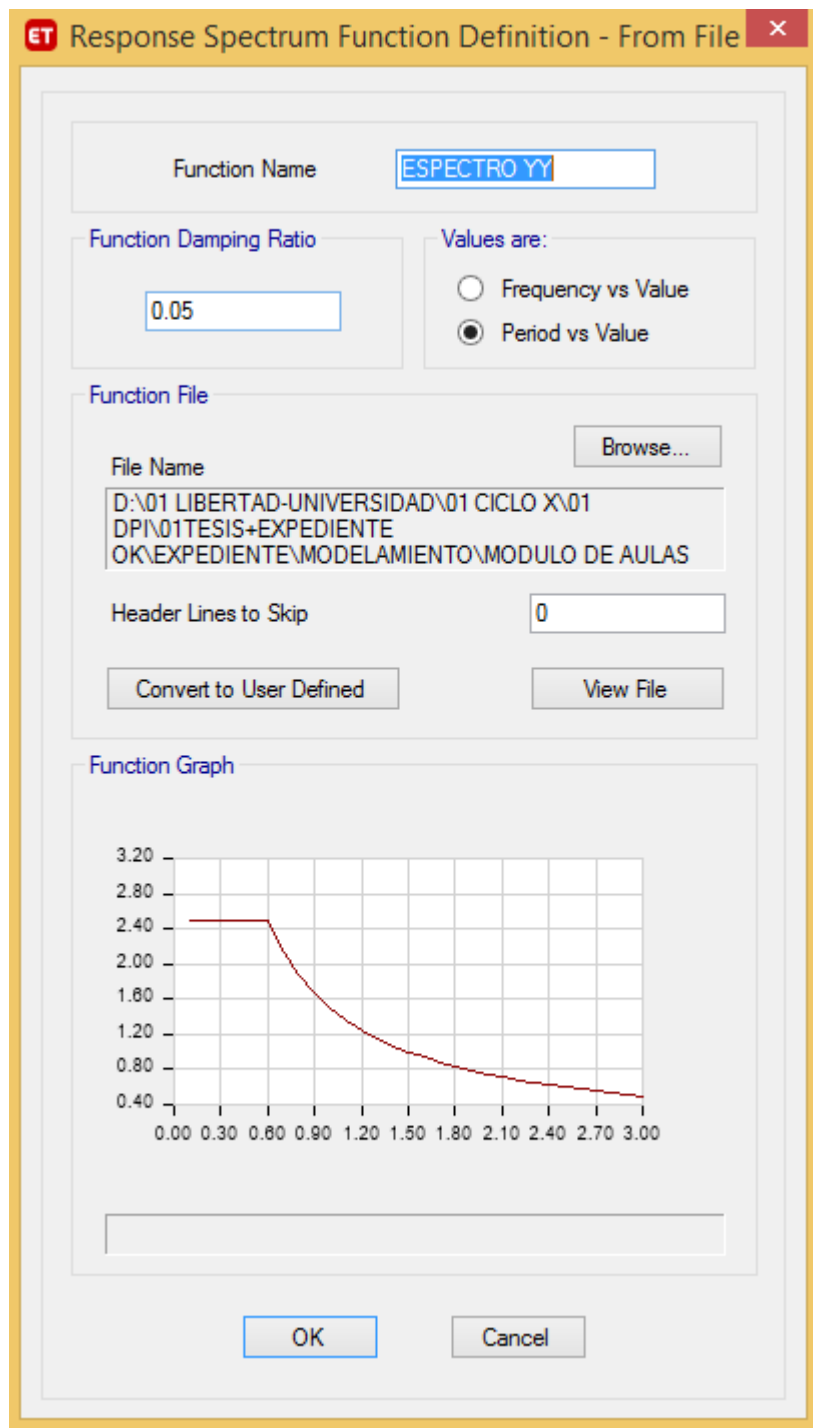 ET Response Spectrum Function Definition - From File
Function Name ESPECTRO YY
Function Damping Ratio
0.05
Values are:
Frequency vs Value
Period vs Value
Function File
Browse...
File Name
D:\01 LIBERTAD-UNIVERSIDAD\01 CICLO X\01
DPI\01TESIS+EXPEDIENTE
OK\EXPEDIENTE\MODELAMIENTO\MODULO DE AULAS
Header Lines to Skip 0
Convert to User Defined View File
Function Graph
3.20
2.80
2.40
2.00
1.60
1.20
0.80
0.40
0.00 0.30 0.60 0.90 1.20 1.50 1.80 2.10 2.40 2.70 3.00
OK Cancel